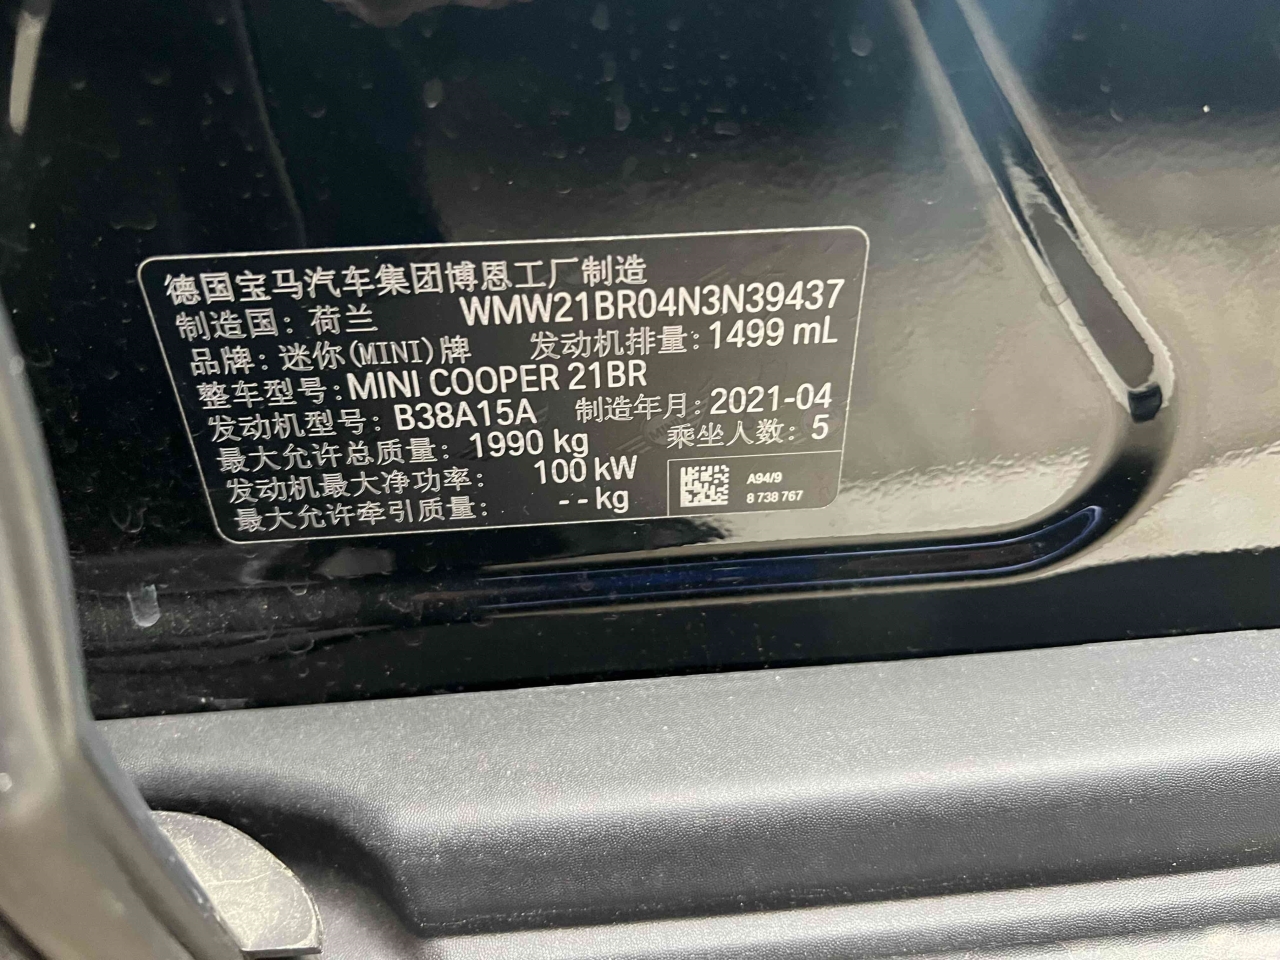 德国宝马汽车集团博恩工厂制造
制造国：荷兰 WMW21BR04N3N39437
品牌：迷你(MINI)牌 发动机排量：1499 mL
整车型号：MINI COOPER 21BR
发动机型号：B38A15A 制造年月：2021-04
最大允许总质量：1990 kg 乘坐人数：5
发动机最大净功率：100 kW
最大允许牵引质量：--kg
A94/9
8 738 767